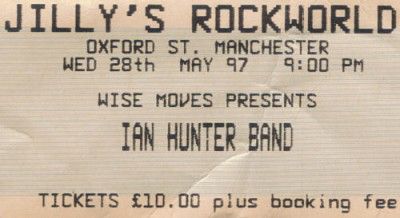 JILLY'S ROCKWORLD
OXFORD ST. MANCHESTER
WED 28th MAY 97 9:00 PM
WISE MOVES PRESENTS
IAN HUNTER BAND
TICKETS £10.00 plus booking fee